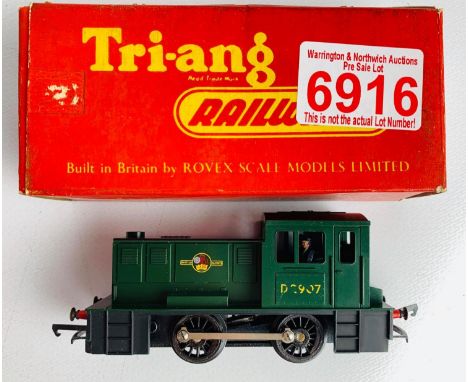 Tri-ang
Regd Trade Mark
RAILW
Warrington & Northwich Auctions
Pre Sale Lot
6916
This is not the actual Lot Number!
Built in Britain by ROVEX SCALE MODELS LIMITED
D2907